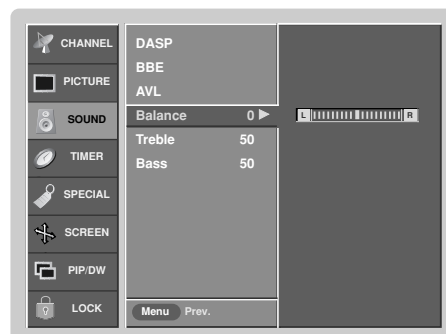 CHANNEL
PICTURE
SOUND
TIMER
SPECIAL
SCREEN
PIP/DW
LOCK
DASP
BBE
AVL
Balance 0
Treble 50
Bass 50
Menu Prev.
L R